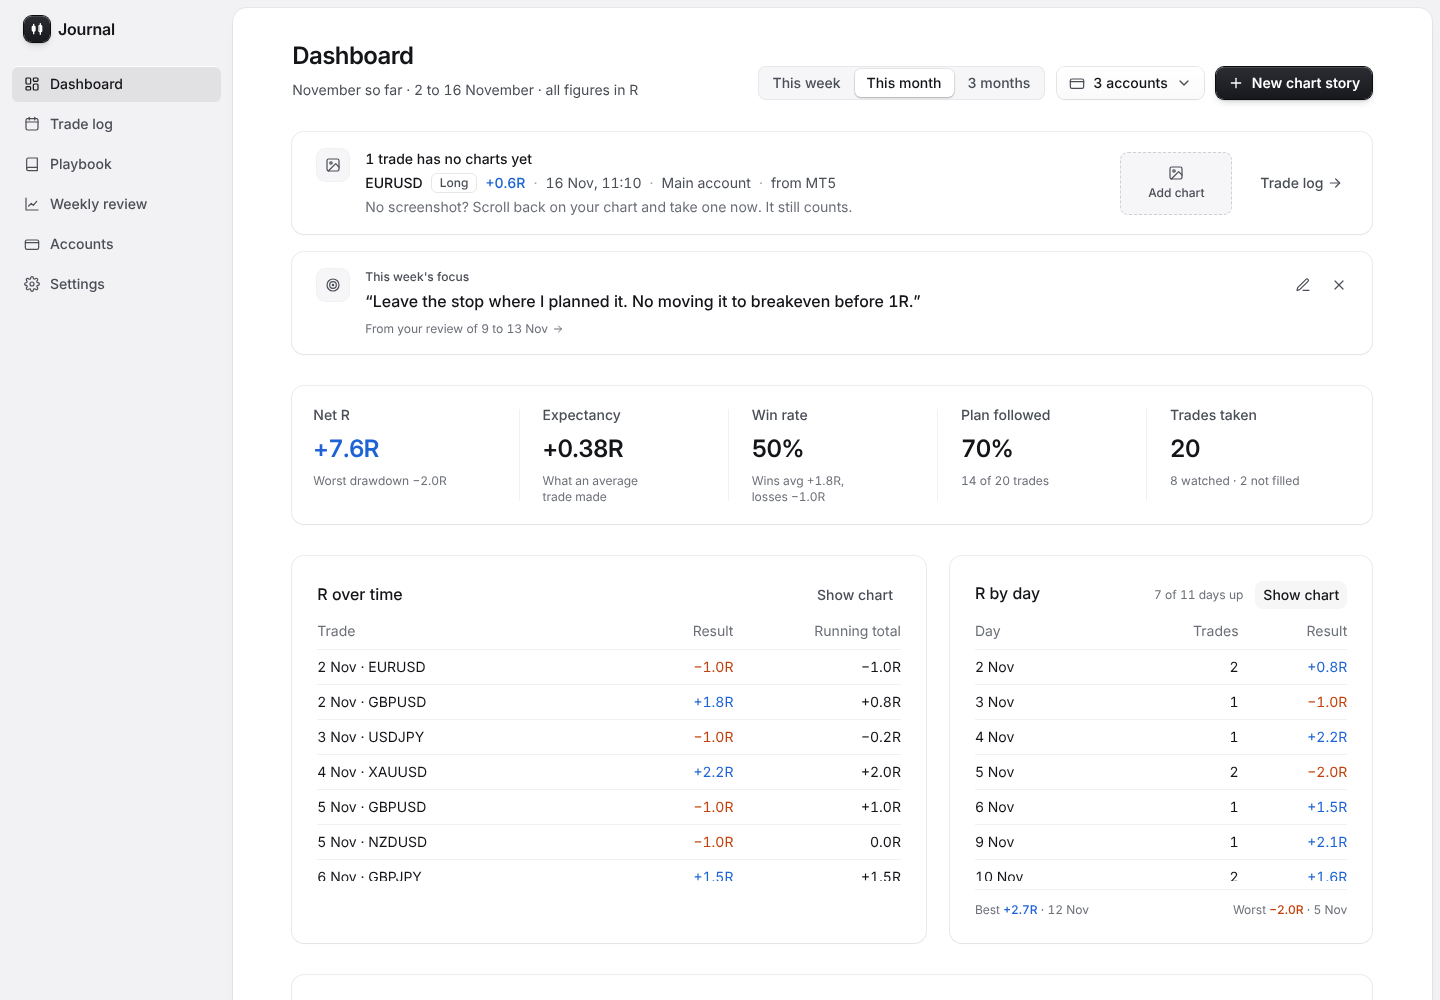 Journal
Dashboard
Trade log
Playbook
Weekly review
Accounts
Settings
Dashboard
November so far · 2 to 16 November · all figures in R
This week
This month
3 months
3 accounts
New chart story
1 trade has no charts yet
EURUSD Long +0.6R · 16 Nov, 11:10 · Main account · from MT5
No screenshot? Scroll back on your chart and take one now. It still counts.
Add chart
Trade log →
This week's focus
“Leave the stop where I planned it. No moving it to breakeven before 1R.”
From your review of 9 to 13 Nov →
Net R
+7.6R
Worst drawdown −2.0R
Expectancy
+0.38R
What an average
trade made
Win rate
50%
Wins avg +1.8R,
losses −1.0R
Plan followed
70%
14 of 20 trades
Trades taken
20
8 watched · 2 not filled
R over time
Show chart
Trade Result Running total
2 Nov · EURUSD −1.0R −1.0R
2 Nov · GBPUSD +1.8R +0.8R
3 Nov · USDJPY −1.0R −0.2R
4 Nov · XAUUSD +2.2R +2.0R
5 Nov · GBPUSD −1.0R +1.0R
5 Nov · NZDUSD −1.0R 0.0R
6 Nov · GBPJPY +1.5R +1.5R
R by day
7 of 11 days up
Show chart
Day Trades Result
2 Nov 2 +0.8R
3 Nov 1 −1.0R
4 Nov 1 +2.2R
5 Nov 2 −2.0R
6 Nov 1 +1.5R
9 Nov 1 +2.1R
10 Nov 2 +1.6R
Best +2.7R · 12 Nov
Worst −2.0R · 5 Nov